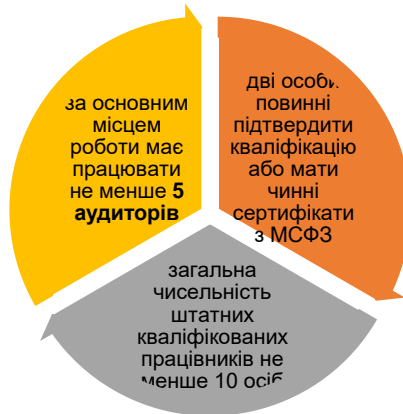 за основним
місцем
роботи має
працювати
не менше 5
аудиторів
дві особи
повинні
підтвердити
кваліфікацію
або мати
чинні
сертифікати
з МСФЗ
загальна
чисельність
штатних
кваліфікованих
працівників не
менше 10 осіб